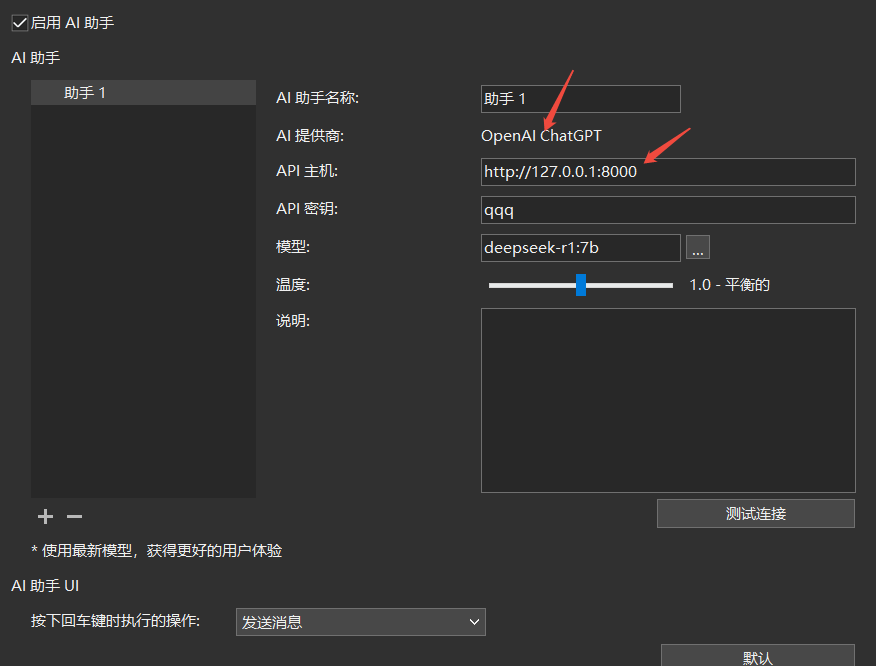 启用 AI 助手
AI 助手
助手 1
AI 助手名称:
助手 1
AI 提供商:
OpenAI ChatGPT
API 主机:
http://127.0.0.1:8000
API 密钥:
qqq
模型:
deepseek-r1:7b
...
温度:
1.0 - 平衡的
说明:
测试连接
* 使用最新模型，获得更好的用户体验
AI 助手 UI
按下回车键时执行的操作:
发送消息
默认